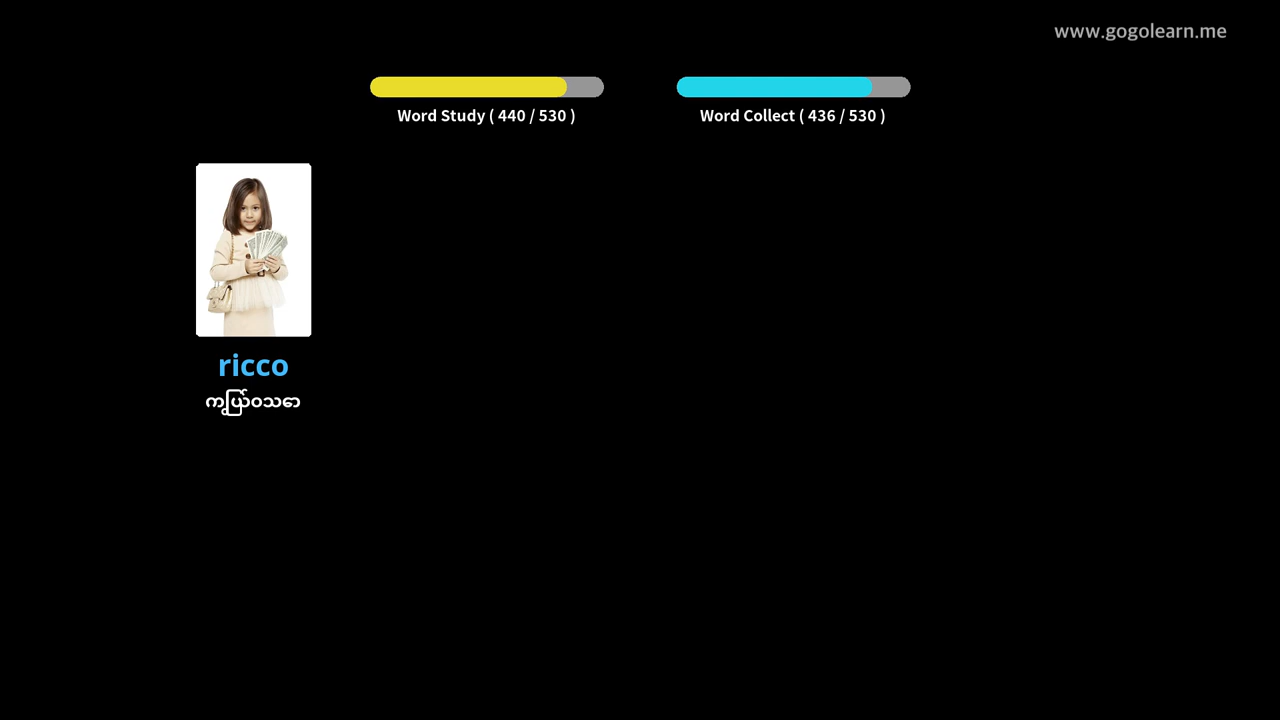 www.gogolearn.me
Word Study ( 440 / 530 )
Word Collect ( 436 / 530 )
ricco
ကြွယ်ဝသော